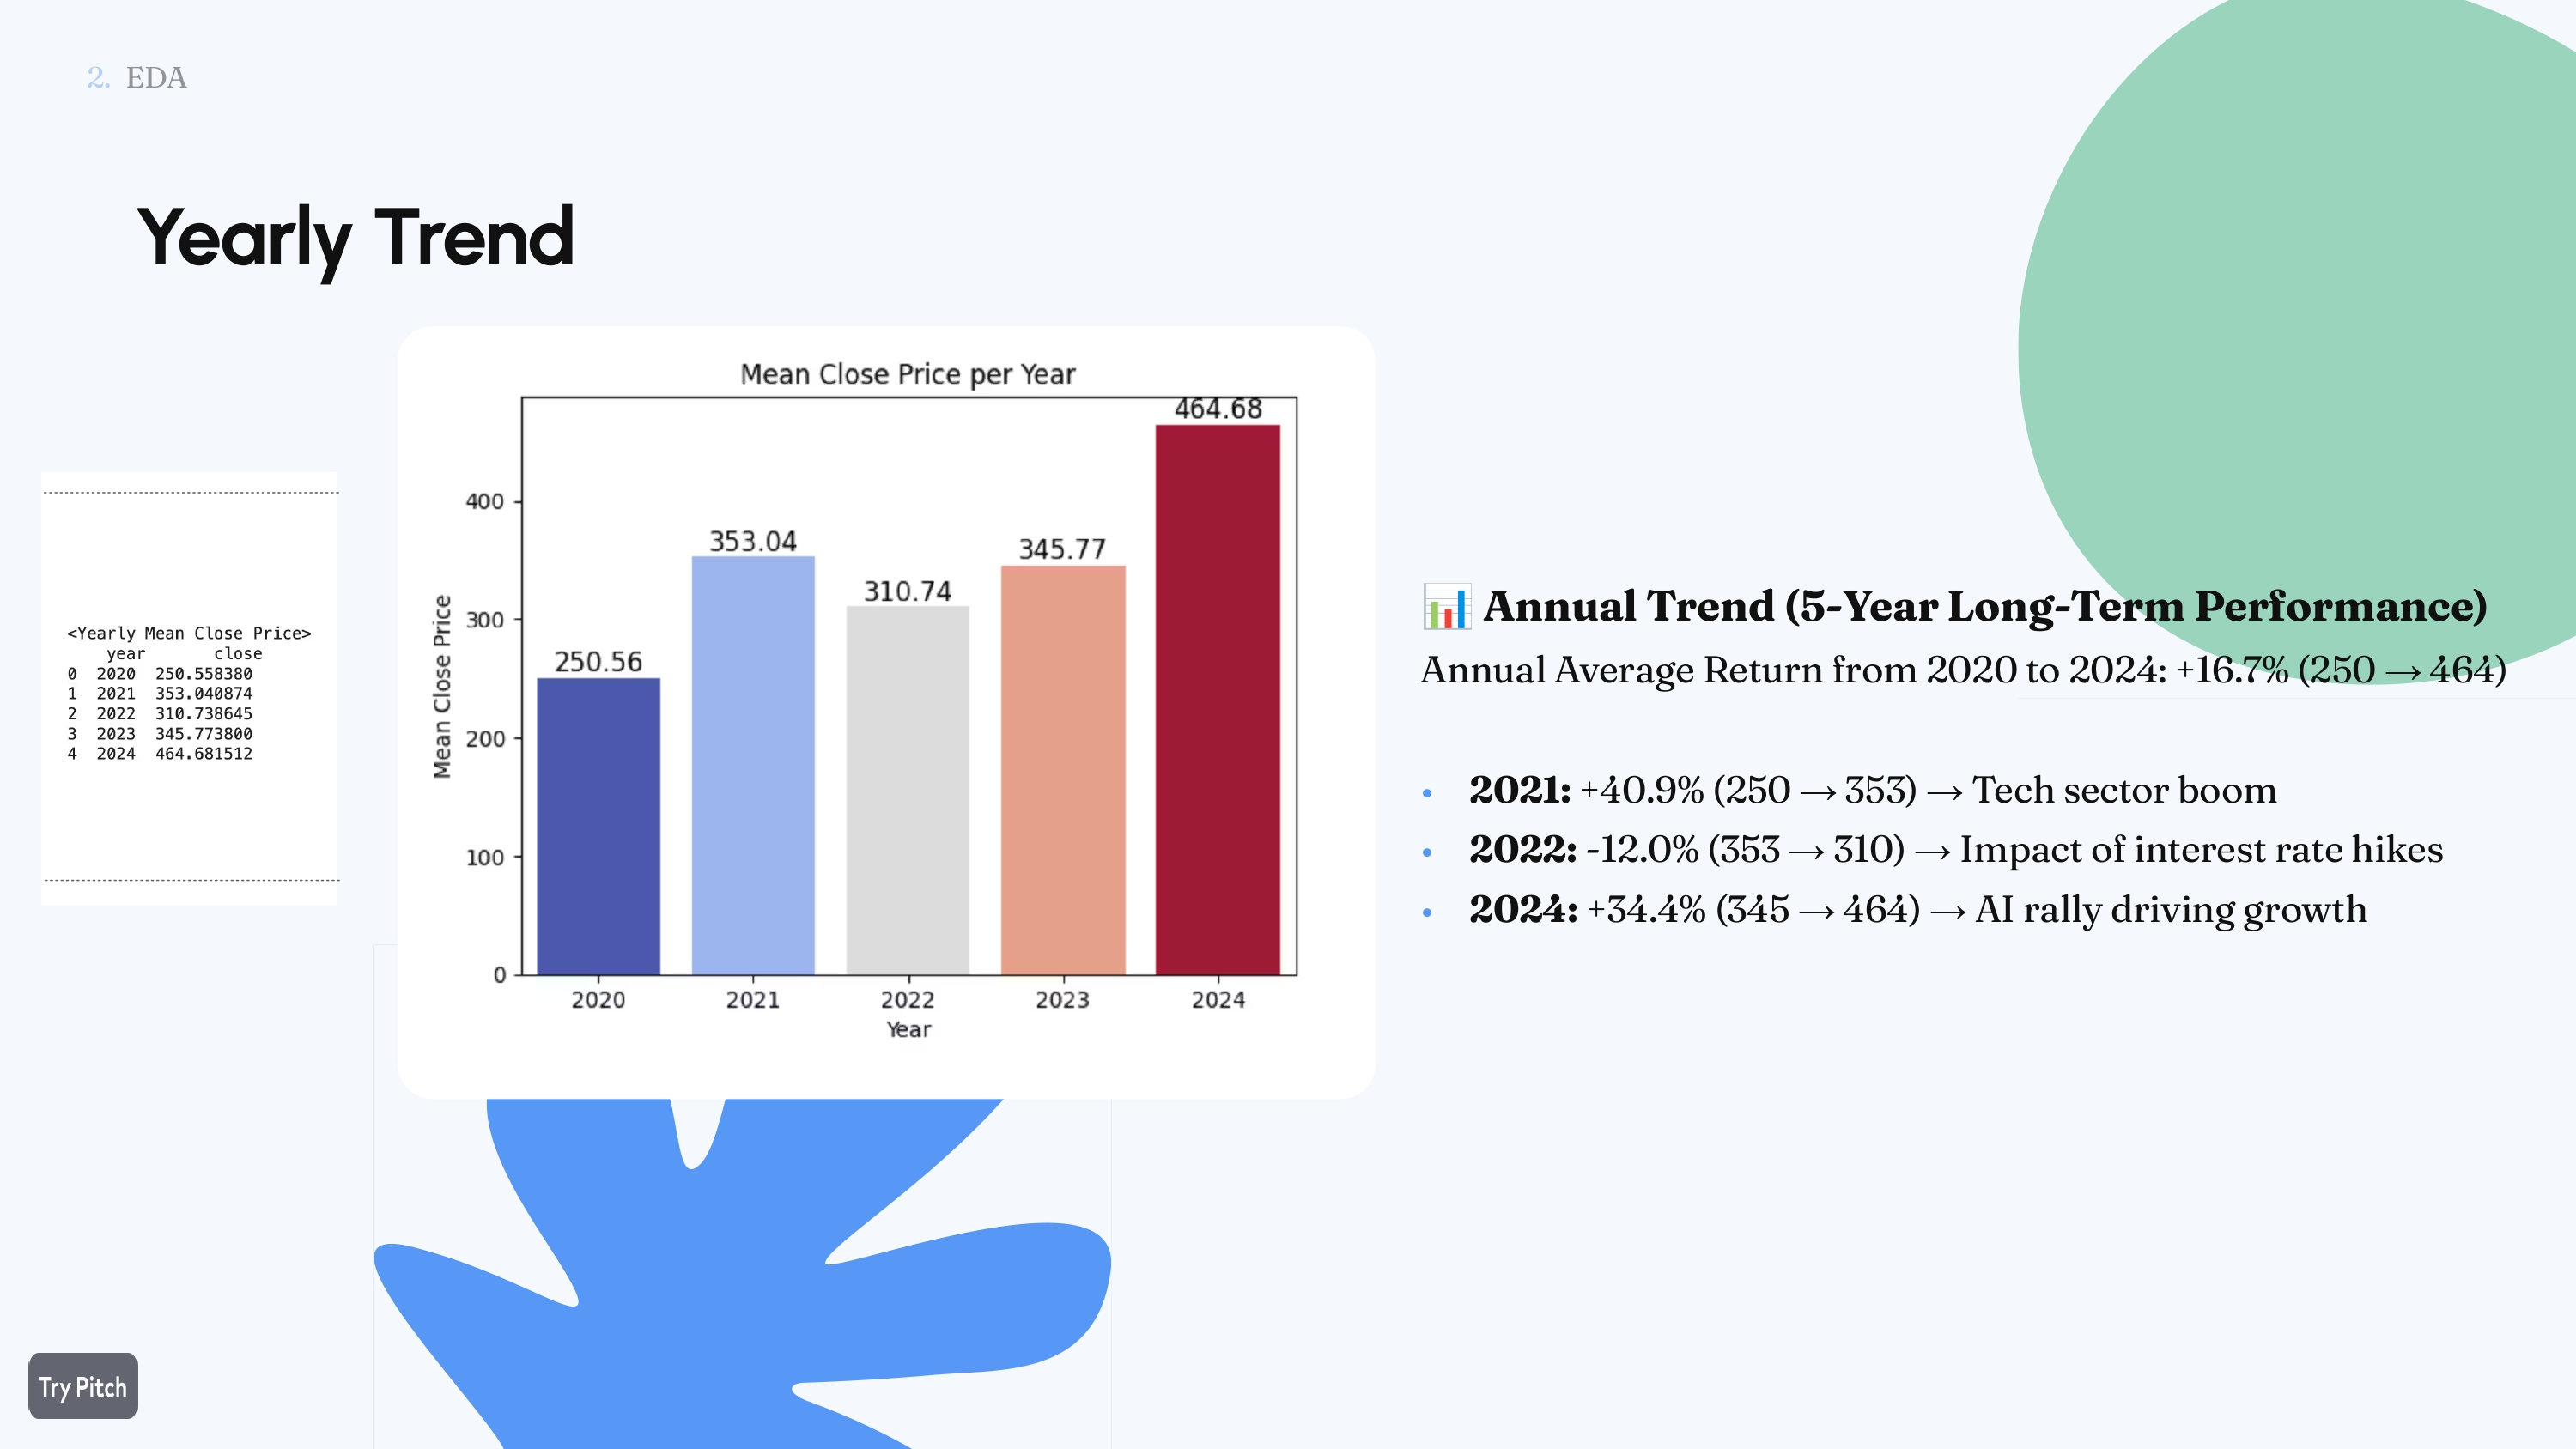 2. EDA
Yearly Trend
<Yearly Mean Close Price>
year close
0 2020 250.558380
1 2021 353.040874
2 2022 310.738645
3 2023 345.773800
4 2024 464.681512
Mean Close Price per Year
Mean Close Price
400
300
200
100
0
250.56
353.04
310.74
345.77
464.68
2020 2021 2022 2023 2024
Year
📊 Annual Trend (5-Year Long-Term Performance)
Annual Average Return from 2020 to 2024: +16.7% (250 → 464)
• 2021: +40.9% (250 → 353) → Tech sector boom
• 2022: -12.0% (353 → 310) → Impact of interest rate hikes
• 2024: +34.4% (345 → 464) → AI rally driving growth
Try Pitch